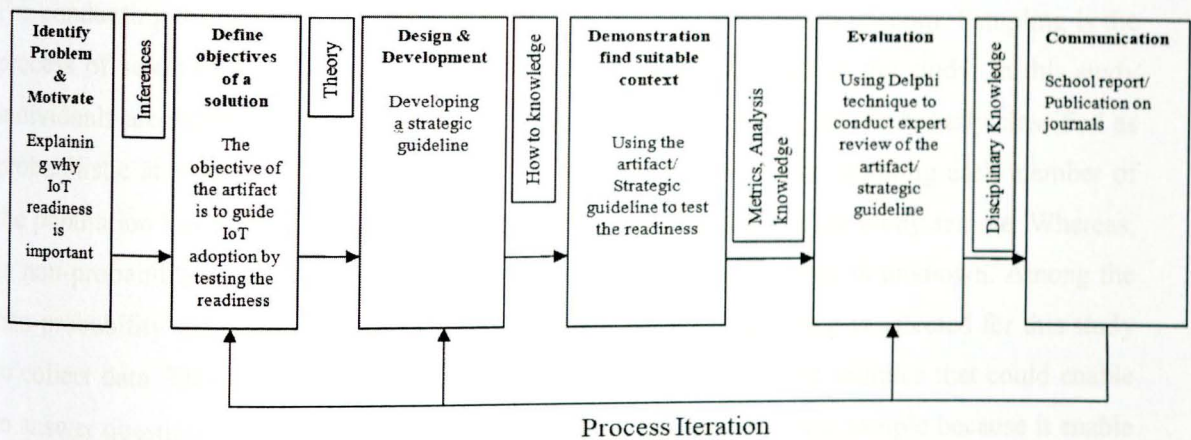 Identify
Problem
&
Motivate
Explainin
g why
IoT
readiness
is
important
Inferences
Define
objectives
of a
solution
The
objective of
the artifact
is to guide
IoT
adoption by
testing the
readiness
Theory
Design &
Development
Developing
a strategic
guideline
How to knowledge
Demonstration
find suitable
context
Using the
artifact/
Strategic
guideline to test
the readiness
Metrics, Analysis
knowledge
Evaluation
Using Delphi
technique to
conduct expert
review of the
artifact/
strategic
guideline
Disciplinary Knowledge
Communication
School report/
Publication on
journals
Process Iteration